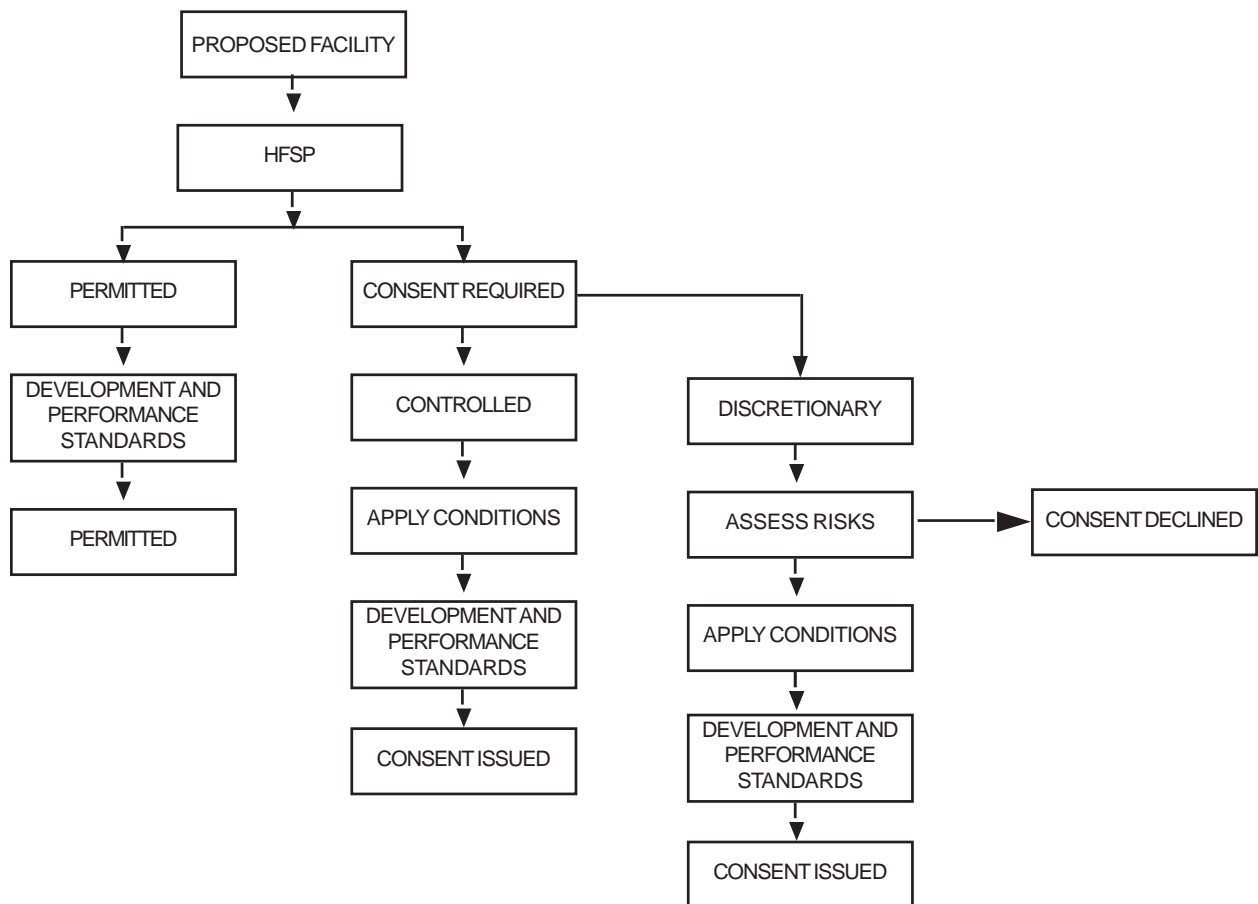 PROPOSED FACILITY
HFSP
PERMITTED
DEVELOPMENT AND
PERFORMANCE
STANDARDS
PERMITTED
CONSENT REQUIRED
CONTROLLED
APPLY CONDITIONS
DEVELOPMENT AND
PERFORMANCE
STANDARDS
CONSENT ISSUED
DISCRETIONARY
ASSESS RISKS
CONSENT DECLINED
APPLY CONDITIONS
DEVELOPMENT AND
PERFORMANCE
STANDARDS
CONSENT ISSUED